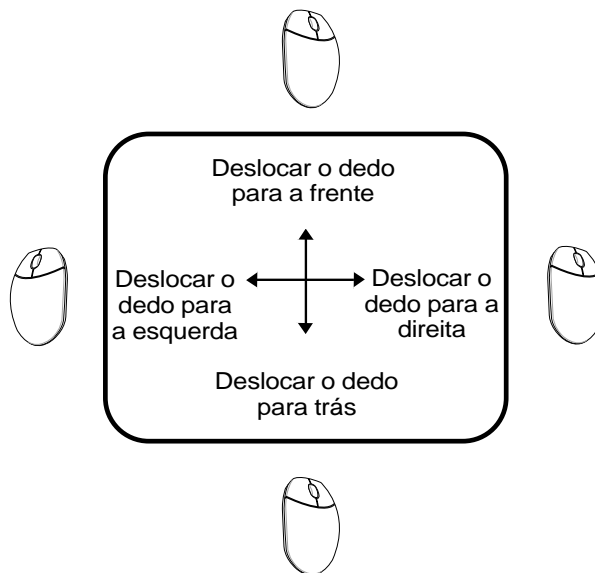 Deslocar o dedo
para a frente
Deslocar o
dedo para
a esquerda
Deslocar o
dedo para a
direita
Deslocar o dedo
para trás